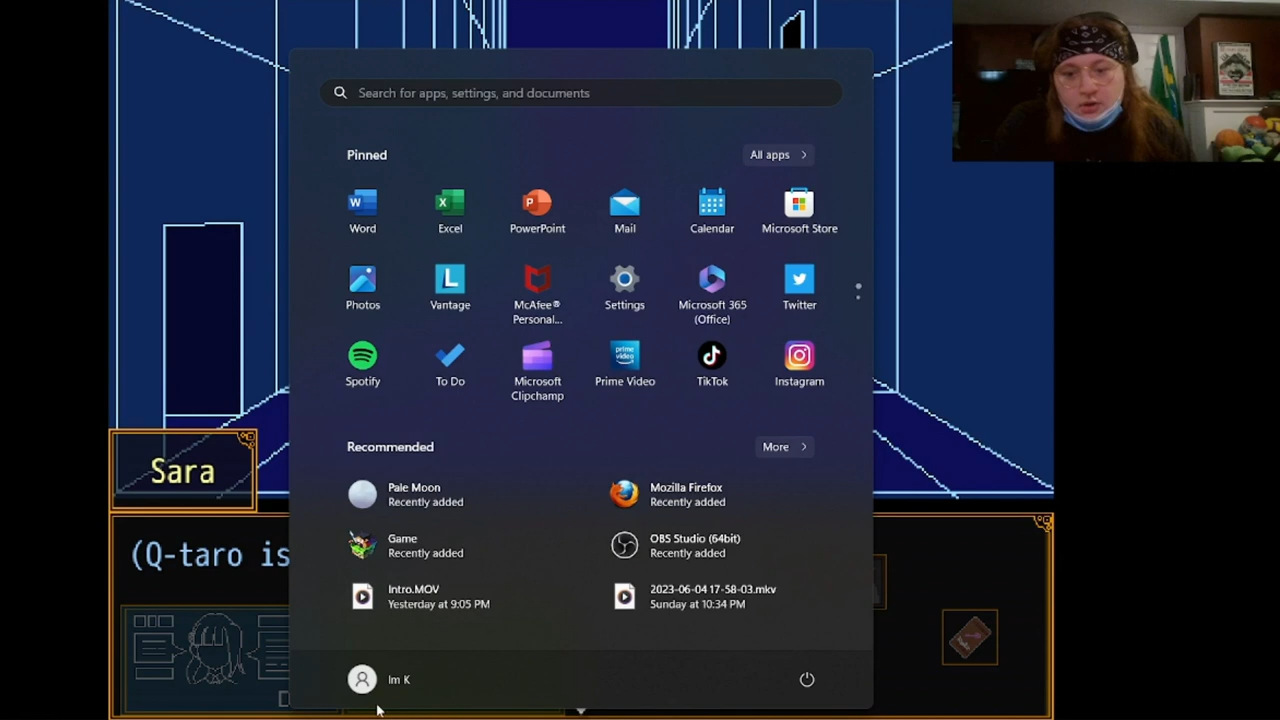 Search for apps, settings, and documents
Pinned
All apps
Word
Excel
PowerPoint
Mail
Calendar
Microsoft Store
Photos
Vantage
McAfee®
Personal...
Settings
Microsoft 365
(Office)
Twitter
Spotify
To Do
Microsoft
Clipchamp
prime
video
Prime Video
TikTok
Instagram
Recommended
More
Pale Moon
Recently added
Mozilla Firefox
Recently added
Game
Recently added
OBS Studio (64bit)
Recently added
Intro.MOV
Yesterday at 9:05 PM
2023-06-04 17-58-03.mkv
Sunday at 10:34 PM
Im K
Sara
(Q-taro is